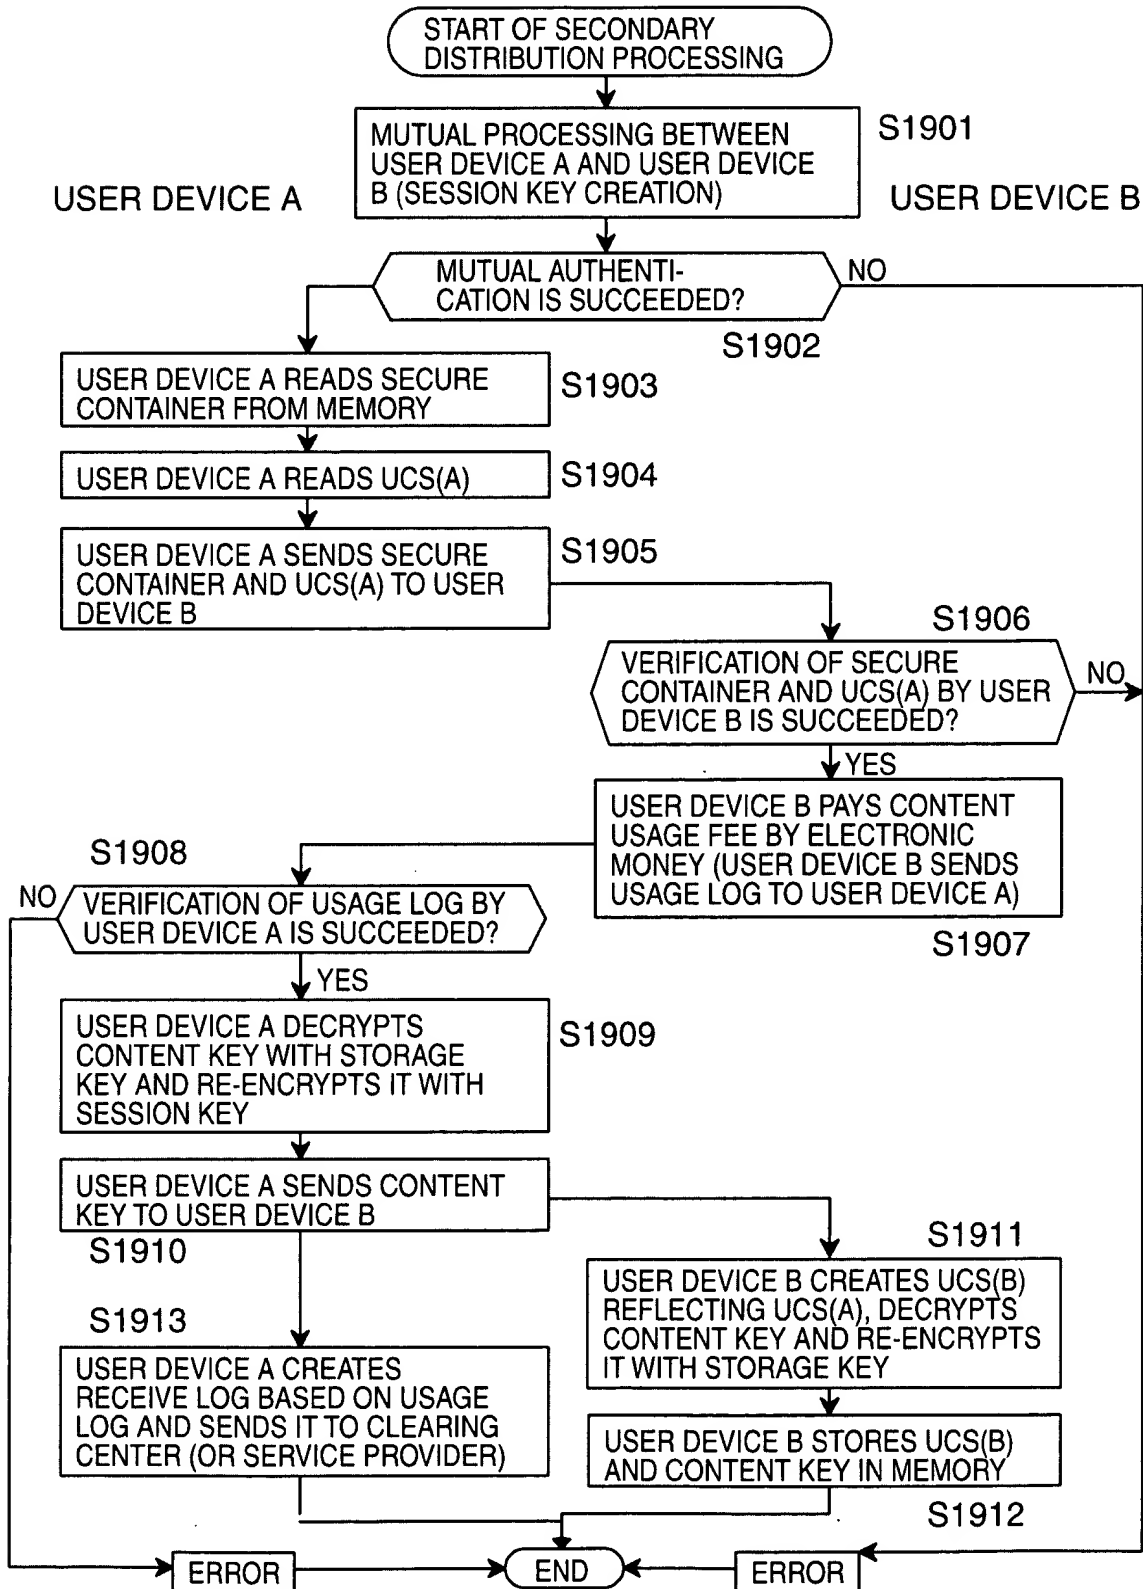 START OF SECONDARY
DISTRIBUTION PROCESSING
S1901
MUTUAL PROCESSING BETWEEN
USER DEVICE A AND USER DEVICE
B (SESSION KEY CREATION)
USER DEVICE A
USER DEVICE B
MUTUAL AUTHENTI-
CATION IS SUCCEEDED?
NO
S1902
USER DEVICE A READS SECURE
CONTAINER FROM MEMORY
S1903
USER DEVICE A READS UCS(A)
S1904
USER DEVICE A SENDS SECURE
CONTAINER AND UCS(A) TO USER
DEVICE B
S1905
S1906
VERIFICATION OF SECURE
CONTAINER AND UCS(A) BY USER
DEVICE B IS SUCCEEDED?
NO
YES
USER DEVICE B PAYS CONTENT
USAGE FEE BY ELECTRONIC
MONEY (USER DEVICE B SENDS
USAGE LOG TO USER DEVICE A)
S1907
S1908
NO
VERIFICATION OF USAGE LOG BY
USER DEVICE A IS SUCCEEDED?
YES
USER DEVICE A DECRYPTS
CONTENT KEY WITH STORAGE
KEY AND RE-ENCRYPTS IT WITH
SESSION KEY
S1909
USER DEVICE A SENDS CONTENT
KEY TO USER DEVICE B
S1910
S1911
USER DEVICE B CREATES UCS(B)
REFLECTING UCS(A), DECRYPTS
CONTENT KEY AND RE-ENCRYPTS
IT WITH STORAGE KEY
S1913
USER DEVICE A CREATES
RECEIVE LOG BASED ON USAGE
LOG AND SENDS IT TO CLEARING
CENTER (OR SERVICE PROVIDER)
USER DEVICE B STORES UCS(B)
AND CONTENT KEY IN MEMORY
S1912
ERROR
END
ERROR